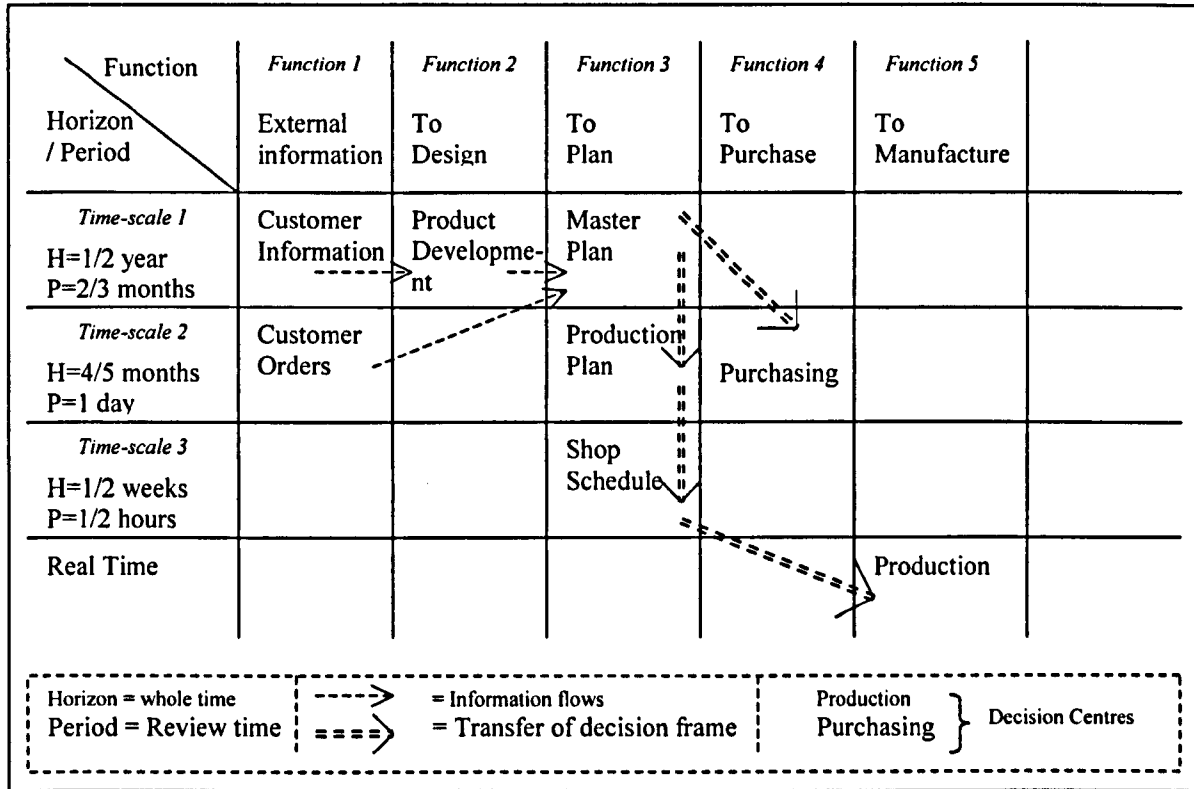 Function
Horizon
/ Period
Function 1
External
information
Function 2
To
Design
Function 3
To
Plan
Function 4
To
Purchase
Function 5
To
Manufacture
Time-scale 1
H=1/2 year
P=2/3 months
Customer
Information
Product
Developme-
nt
Master
Plan
Time-scale 2
H=4/5 months
P=1 day
Customer
Orders
Production
Plan
Purchasing
Time-scale 3
H=1/2 weeks
P=1/2 hours
Shop
Schedule
Real Time
Production
Horizon = whole time
Period = Review time
= Information flows
= Transfer of decision frame
Production
Purchasing
Decision Centres